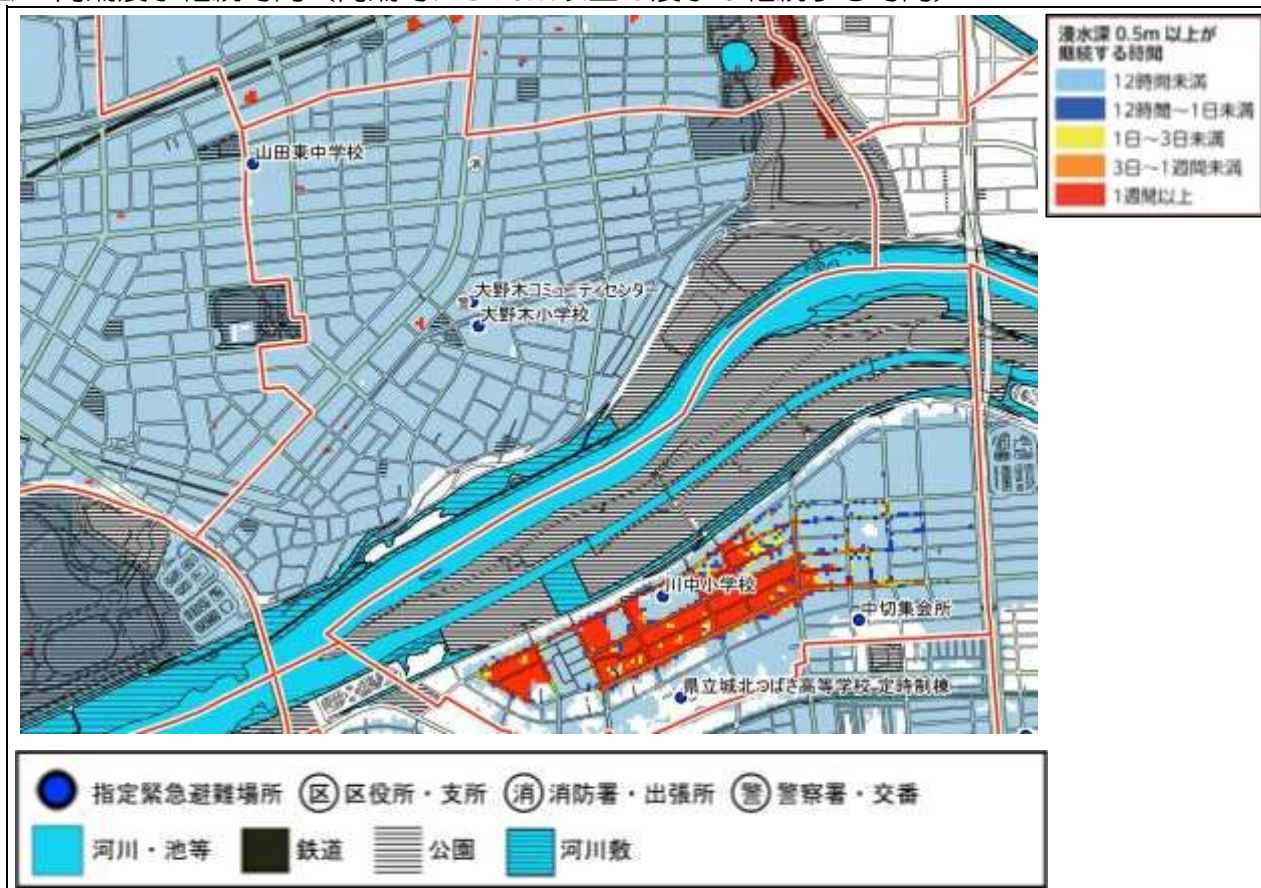 浸水深 0.5m 以上が
継続する時間
12時間未満
12時間～1日未満
1日～3日未満
3日～1週間未満
1週間以上
山田東中学校
消
大野木コミューティセンター
警
大野木小学校
川中小学校
中切集会所
県立城北つばさ高等学校-定時制棟
指定緊急避難場所 区 区役所・支所 消 消防署・出張所 警 警察署・交番
河川・池等 鉄道 公園 河川敷